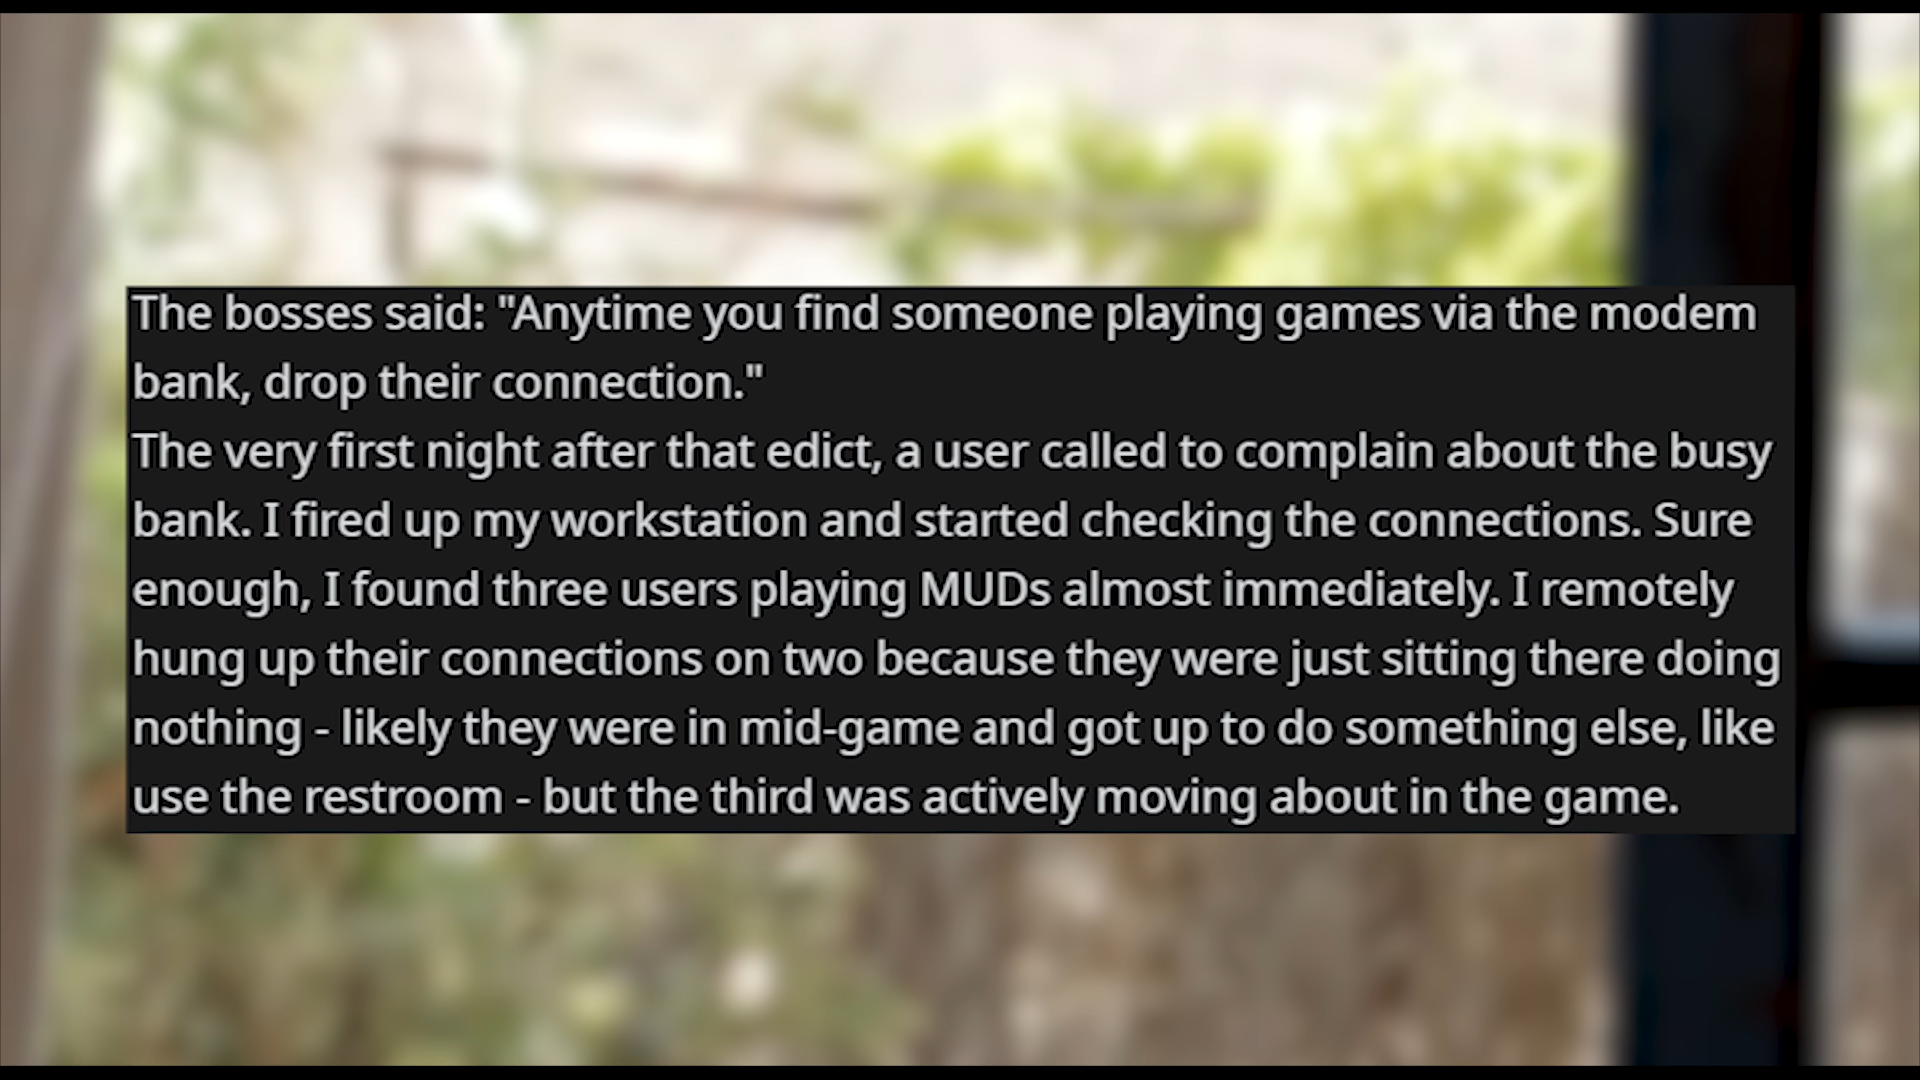 The bosses said: "Anytime you find someone playing games via the modem
bank, drop their connection."
The very first night after that edict, a user called to complain about the busy
bank. I fired up my workstation and started checking the connections. Sure
enough, I found three users playing MUDs almost immediately. I remotely
hung up their connections on two because they were just sitting there doing
nothing - likely they were in mid-game and got up to do something else, like
use the restroom - but the third was actively moving about in the game.